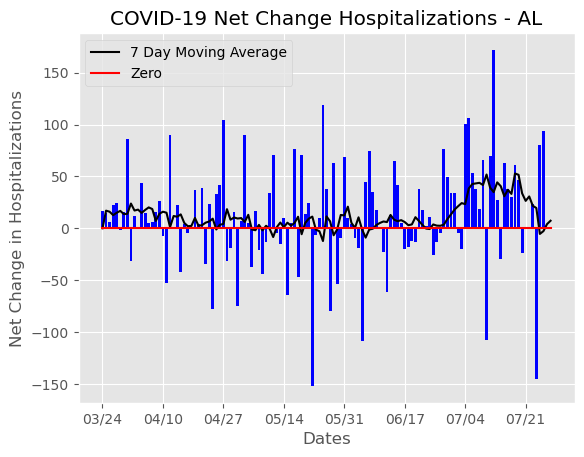 COVID-19 Net Change Hospitalizations - AL
7 Day Moving Average
Zero
Net Change in Hospitalizations
150
100
50
0
−50
−100
−150
03/24 04/10 04/27 05/14 05/31 06/17 07/04 07/21
Dates